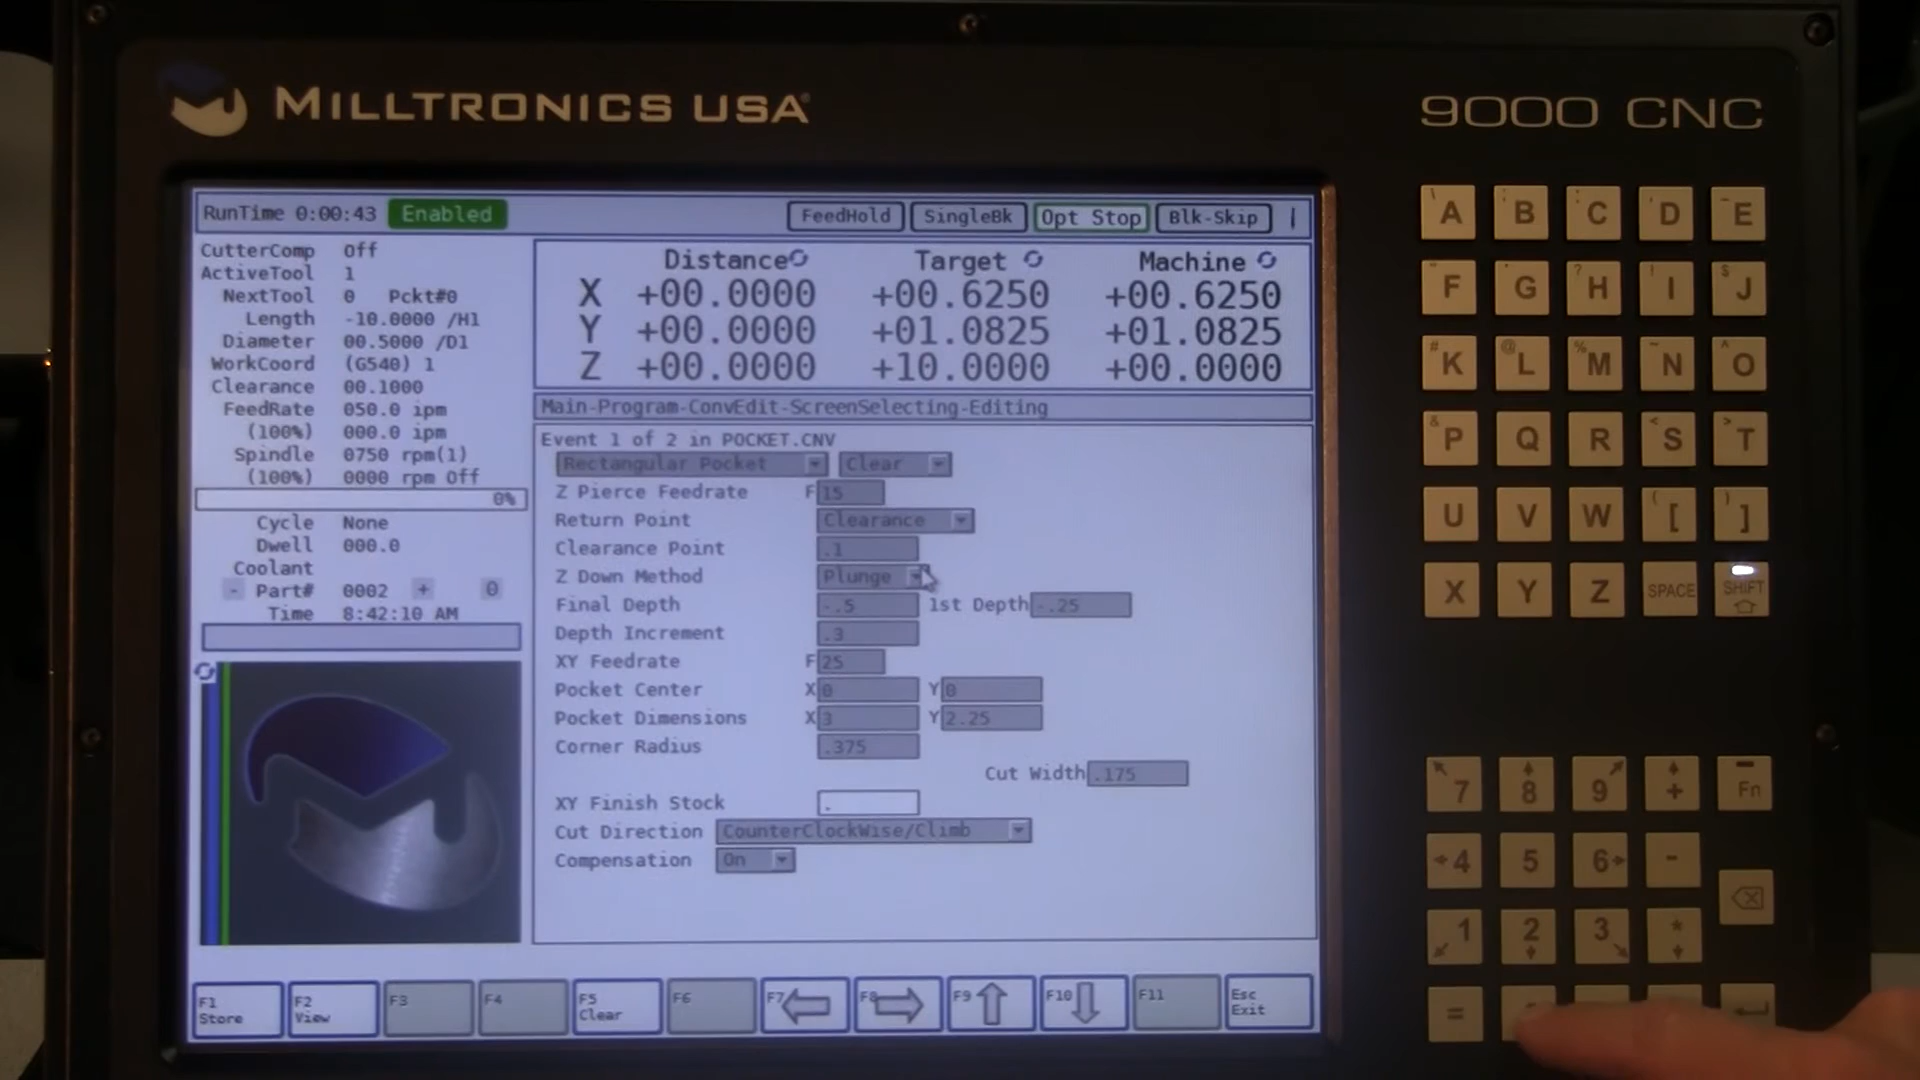 MILLTRONICS USA
9000 CNC
RunTime 0:00:43 Enabled FeedHold SingleBk Opt Stop Blk-Skip
CutterComp Off
ActiveTool 1
NextTool 0 Pckt#0
Length -10.0000 /H1
Diameter 00.5000 /D1
WorkCoord (G540) 1
Clearance 00.1000
FeedRate 050.0 ipm
(100%) 000.0 ipm
Spindle 0750 rpm(1)
(100%) 0000 rpm Off
0%
Cycle None
Dwell 000.0
Coolant
- Part# 0002 + 0
Time 8:42:10 AM
Distance Target Machine
X +00.0000 +00.6250 +00.6250
Y +00.0000 +01.0825 +01.0825
Z +00.0000 +10.0000 +00.0000
Main-Program-ConvEdit-ScreenSelecting-Editing
Event 1 of 2 in POCKET.CNV
Rectangular Pocket Clear
Z Pierce Feedrate F 15
Return Point Clearance
Clearance Point .1
Z Down Method Plunge
Final Depth -.5 1st Depth -.25
Depth Increment .3
XY Feedrate F 25
Pocket Center X 0 Y 0
Pocket Dimensions X 3 Y 2.25
Corner Radius .375
Cut Width .175
XY Finish Stock .
Cut Direction CounterClockWise/Climb
Compensation On
F1 Store
F2 View
F3
F4
F5 Clear
F6
F7
F8
F9
F10
F11
Esc Exit
\ A ; B : C ' D E
" F G ? H ! I $ J
# K @ L % M N ^ O
& P Q R < S > T
U V W ( [ ) ]
X Y Z SPACE SHIFT
7 8 9 + Fn
4 5 6 -
1 2 3 *
=